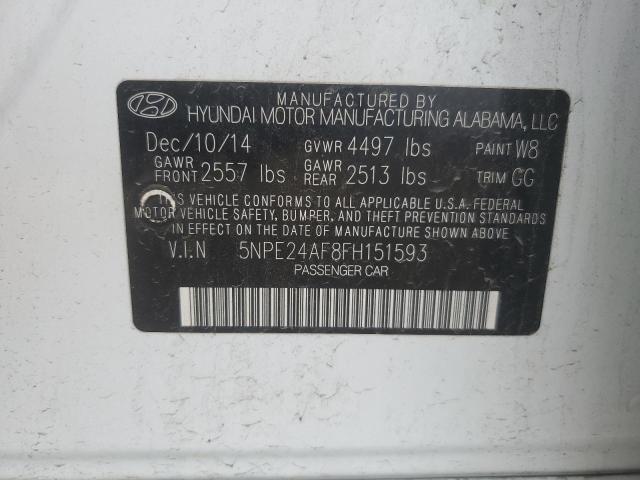 MANUFACTURED BY
HYUNDAI MOTOR MANUFACTURING ALABAMA, LLC
Dec/10/14 GVWR 4497 lbs PAINT W8
GAWR FRONT 2557 lbs GAWR REAR 2513 lbs TRIM GG
THIS VEHICLE CONFORMS TO ALL APPLICABLE U.S.A. FEDERAL
MOTOR VEHICLE SAFETY, BUMPER, AND THEFT PREVENTION STANDARDS
IN EFFECT ON THE DATE OF MANUFACTURE SHOWN ABOVE.
V.I.N 5NPE24AF8FH151593
PASSENGER CAR